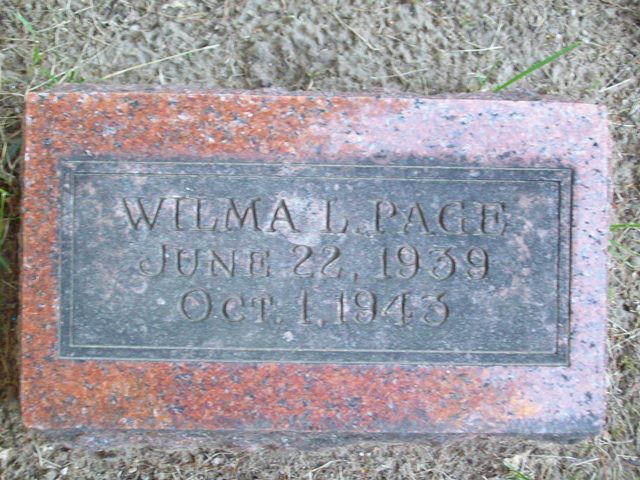 WILMA L. PAGE
JUNE 22, 1939
OCT. 1, 1943